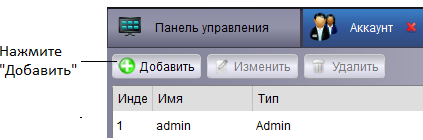 Панель управления
Аккаунт
Нажмите
"Добавить"
Добавить
Изменить
Удалить
Инде Имя Тип
1 admin Admin